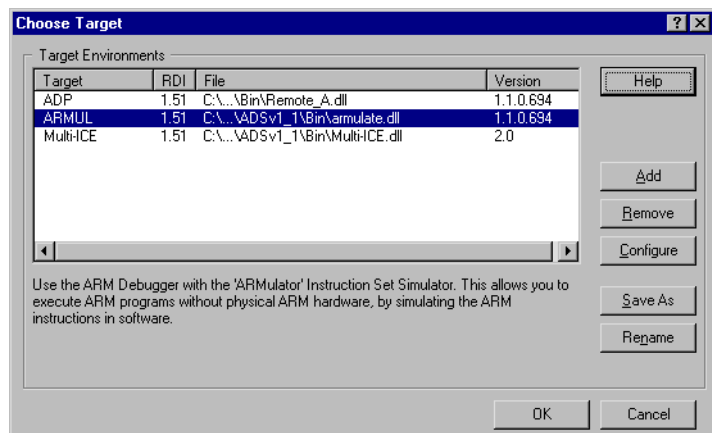 Choose Target
Target Environments
Target RDI File Version
ADP 1.51 C:\...\Bin\Remote_A.dll 1.1.0.694
ARMUL 1.51 C:\...\ADSv1_1\Bin\armulate.dll 1.1.0.694
Multi-ICE 1.51 C:\...\ADSv1_1\Bin\Multi-ICE.dll 2.0
Help
Add
Remove
Configure
Use the ARM Debugger with the 'ARMulator' Instruction Set Simulator. This allows you to
execute ARM programs without physical ARM hardware, by simulating the ARM
instructions in software.
Save As
Rename
OK Cancel